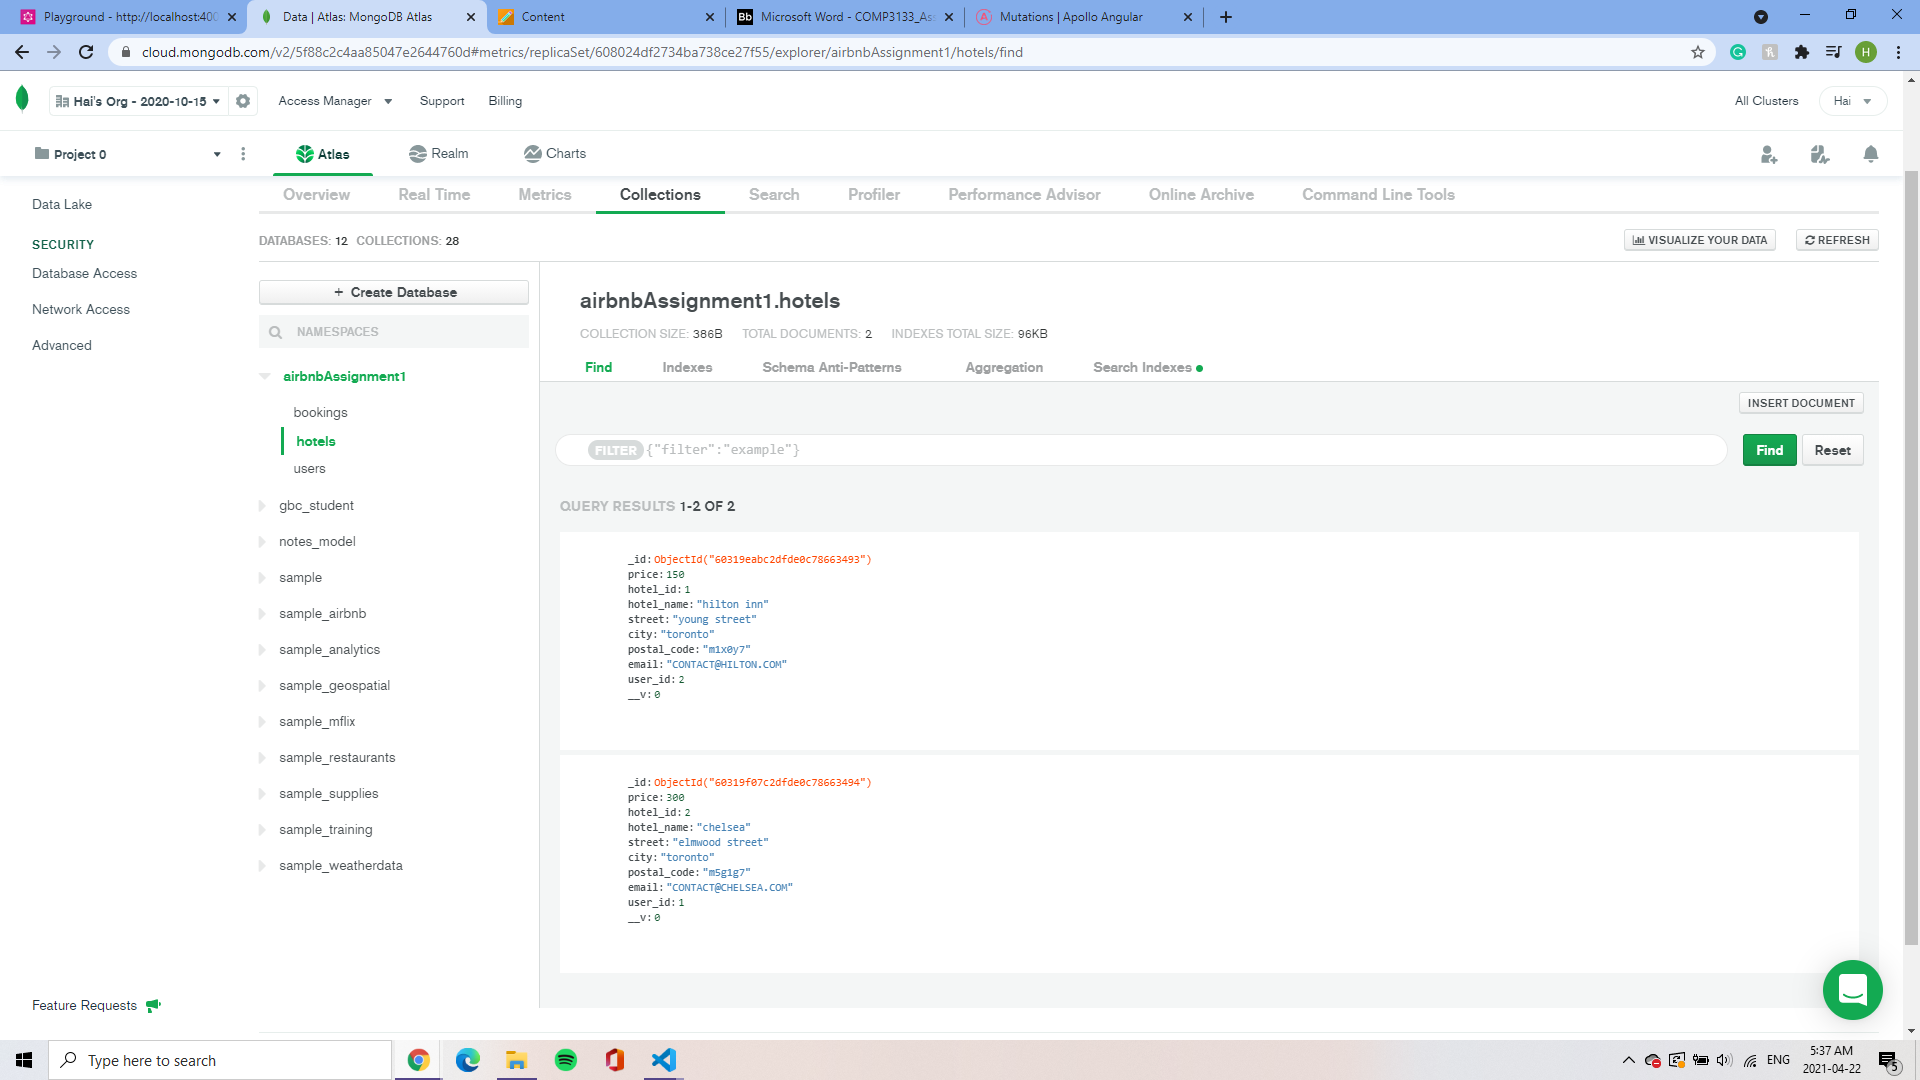 Playground - http://localhost:400
Data | Atlas: MongoDB Atlas
Content
Bb Microsoft Word - COMP3133_Ass
Mutations | Apollo Angular
cloud.mongodb.com/v2/5f88c2c4aa85047e2644760d#metrics/replicaSet/608024df2734ba738ce27f55/explorer/airbnbAssignment1/hotels/find
H
Hai's Org - 2020-10-15
Access Manager
Support
Billing
All Clusters
Hai
Project 0
Atlas
Realm
Charts
Data Lake
SECURITY
Database Access
Network Access
Advanced
Feature Requests
Overview
Real Time
Metrics
Collections
Search
Profiler
Performance Advisor
Online Archive
Command Line Tools
DATABASES: 12 COLLECTIONS: 28
VISUALIZE YOUR DATA
REFRESH
+ Create Database
NAMESPACES
airbnbAssignment1
bookings
hotels
users
gbc_student
notes_model
sample
sample_airbnb
sample_analytics
sample_geospatial
sample_mflix
sample_restaurants
sample_supplies
sample_training
sample_weatherdata
airbnbAssignment1.hotels
COLLECTION SIZE: 386B TOTAL DOCUMENTS: 2 INDEXES TOTAL SIZE: 96KB
Find
Indexes
Schema Anti-Patterns
Aggregation
Search Indexes
INSERT DOCUMENT
FILTER {"filter":"example"}
Find
Reset
QUERY RESULTS 1-2 OF 2
_id: ObjectId("60319eabc2dfde0c78663493")
price: 150
hotel_id: 1
hotel_name: "hilton inn"
street: "young street"
city: "toronto"
postal_code: "m1x0y7"
email: "CONTACT@HILTON.COM"
user_id: 2
__v: 0
_id: ObjectId("60319f07c2dfde0c78663494")
price: 300
hotel_id: 2
hotel_name: "chelsea"
street: "elmwood street"
city: "toronto"
postal_code: "m5g1g7"
email: "CONTACT@CHELSEA.COM"
user_id: 1
__v: 0
Type here to search
ENG
5:37 AM
2021-04-22
5